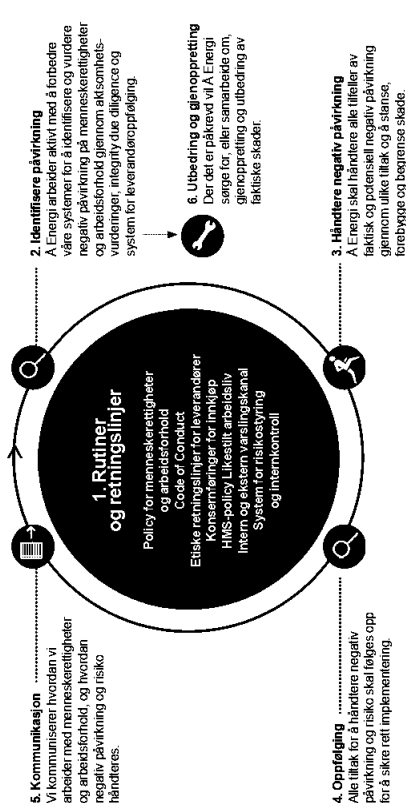 1. Rutiner
og retningslinjer
Policy for menneskerettigheter
og arbeidsforhold
Code of Conduct
Etiske retningslinjer for leverandører
Konsernføringer for innkjøp
HMS-policy Likestilt arbeidsliv
Intern og ekstern varslingskanal
System for risikostyring
og internkontroll
2. Identifisere påvirkning
Å Energi arbeider aktivt med å forbedre
våre systemer for å identifisere og vurdere
negativ påvirkning på menneskerettigheter
og arbeidsforhold gjennom aktsomhets-
vurderinger, integrity due diligence og
system for leverandøroppfølging.
6. Utbedring og gjenoppretting
Der det er påkrevd vil Å Energi
sørge for, eller samarbeide om,
gjenoppretting og utbedring av
faktiske skader.
3. Håndtere negativ påvirkning
Å Energi skal håndtere alle tilfeller av
faktisk og potensiell negativ påvirkning
gjennom ulike tiltak og å stanse,
forebygge og begrense skade.
4. Oppfølging
Alle tiltak for å håndtere negativ
påvirkning og risiko skal følges opp
for å sikre rett implementering.
5. Kommunikasjon
Vi kommuniserer hvordan vi
arbeider med menneskerettigheter
og arbeidsforhold, og hvordan
negativ påvirkning og risiko
håndteres.